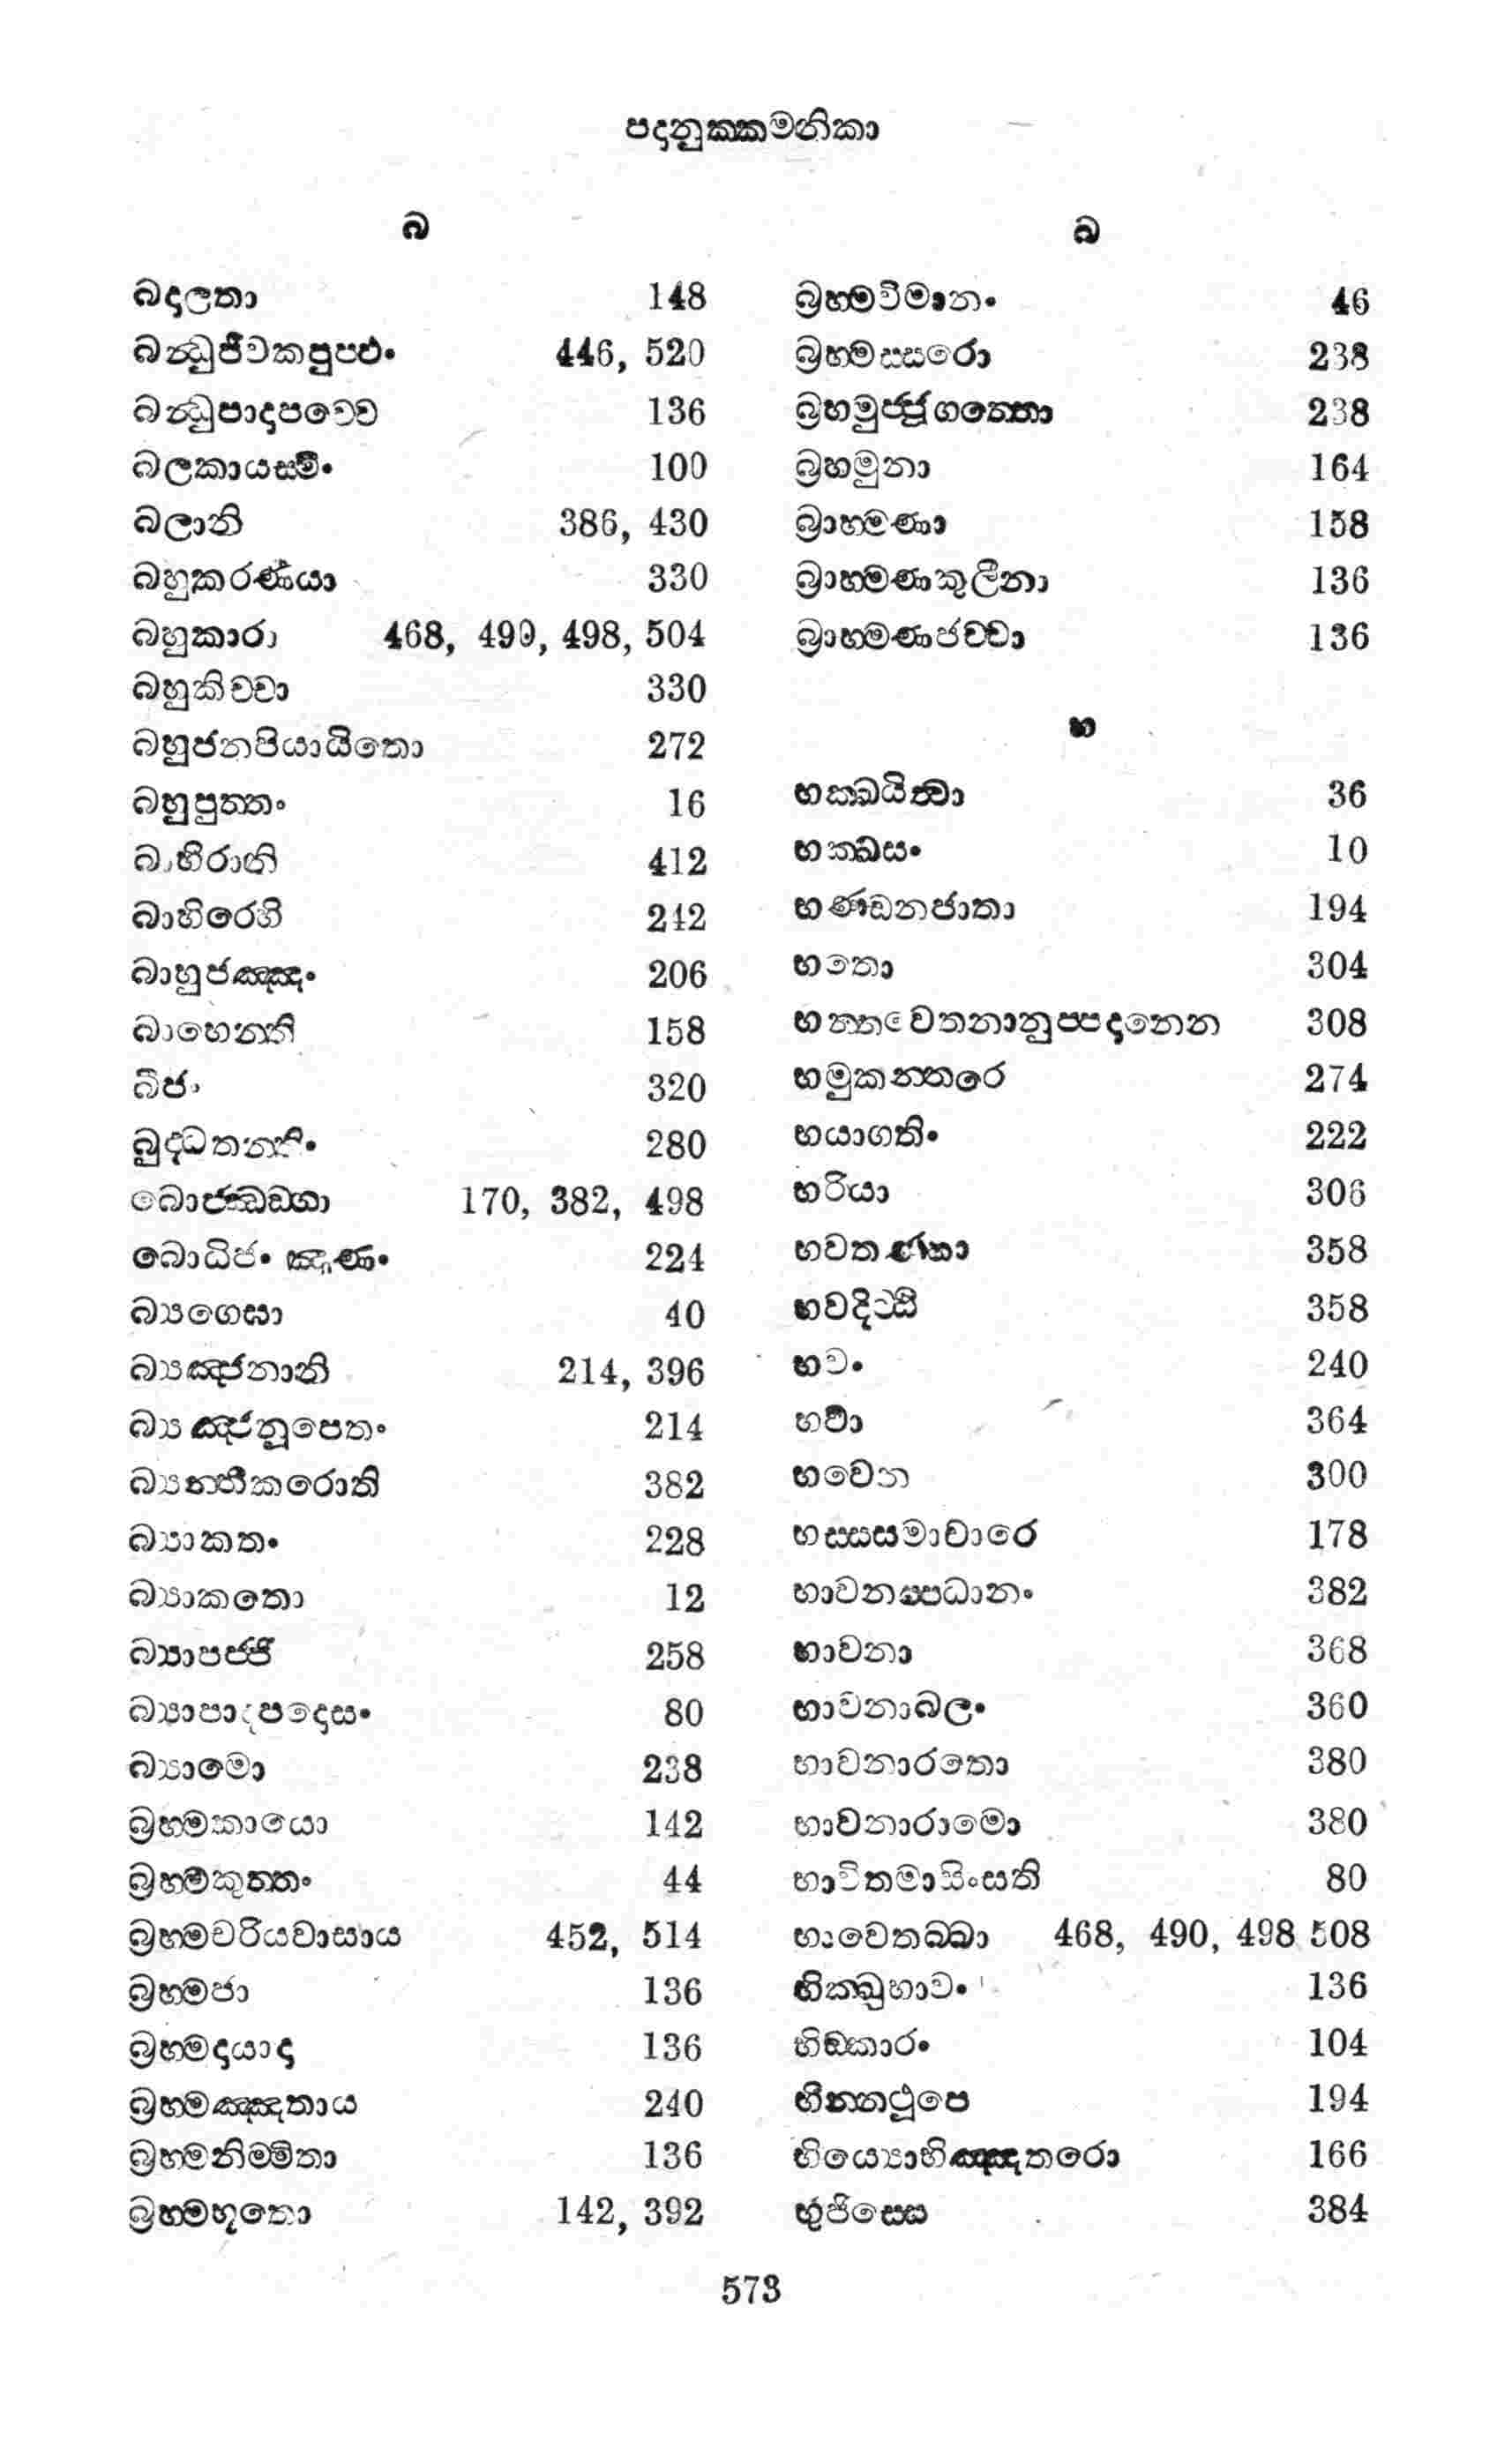 පදානුක්කමනිකා
බ
බදාලතා 148
බන්ධුජීවකපුප්ඵං 446, 520
බන්ධුපාදාපච්චෙ 136
බලකායස්මිං 100
බලානි 386, 430
බහුකරණීයා 330
බහුකාරා 468, 490, 498, 504
බහුකිච්චා 330
බහුජනපියායිතො 272
බහුපුත්තං 16
බාහිරානි 412
බාහිරෙහි 242
බාහුජඤ්ඤං 206
බාහෙන්ති 158
බීජං 320
බුද්ධතන්තිං 280
බොජ්ඣඞ්ගා 170, 382, 498
බොධිජං ඤාණං 224
බ්‍යගෙඝා 40
බ්‍යඤ්ජනානි 214, 396
බ්‍යඤ්ජනූපෙතං 214
බ්‍යන්තීකරොති 382
බ්‍යාකතං 228
බ්‍යාකතො 12
බ්‍යාපජ්ජි 258
බ්‍යාපාදපදොසං 80
බ්‍යාමො 238
බ්‍රහ්මකායො 142
බ්‍රහ්මකුත්තං 44
බ්‍රහ්මචරියවාසාය 452, 514
බ්‍රහ්මජා 136
බ්‍රහ්මදායාදා 136
බ්‍රහ්මඤ්ඤතාය 240
බ්‍රහ්මනිම්මිතා 136
බ්‍රහ්මභූතො 142, 392
බ
බ්‍රහ්මවිමානං 46
බ්‍රහ්මස්සරො 238
බ්‍රහ්මුජ්ජුගත්තො 238
බ්‍රහ්මුනා 164
බ්‍රාහ්මණා 158
බ්‍රාහ්මණකුලීනා 136
බ්‍රාහ්මණජච්චා 136
භ
භක්ඛයිත්වා 36
භක්ඛසං 10
භණ්ඩනජාතා 194
භතො 304
භත්තවෙතනානුප්පදානෙන 308
භමුකන්තරෙ 274
භයාගතිං 222
භරියා 306
භවතණ්හා 358
භවදිට්ඨි 358
භවං 240
භවා 364
භවෙන 300
භස්සසමාචාරෙ 178
භාවනප්පධානං 382
භාවනා 368
භාවනාබලං 360
භාවනාරතො 380
භාවනාරාමො 380
භාවිතමාසිංසති 80
භාවෙතබ්බා 468, 490, 498 508
භික්ඛුභාවං 136
භිඞ්කාරං 104
භින්නථූපෙ 194
භිය්‍යොභිඤ්ඤතරො 166
භුජිස්සෙ 384
573